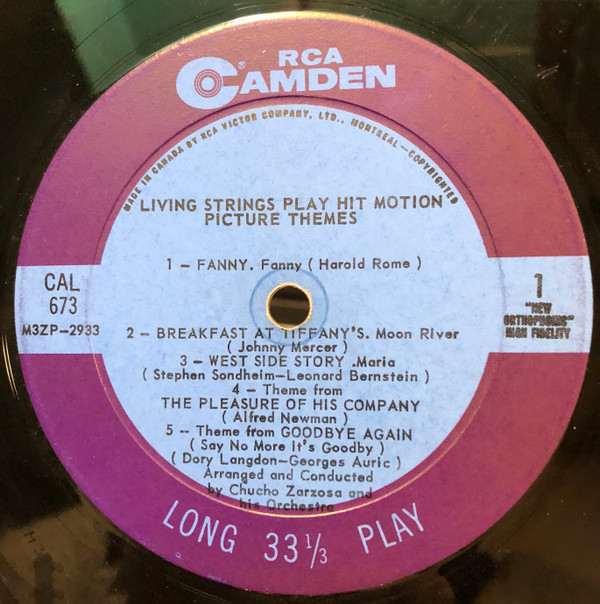 RCA
CAMDEN®
MADE IN CANADA BY RCA VICTOR COMPANY, LTD., MONTREAL—COPYRIGHTED
LIVING STRINGS PLAY HIT MOTION
PICTURE THEMES
1 – FANNY. Fanny ( Harold Rome )
CAL
673
M3ZP–2933
1
"NEW
ORTHOPHONIC"
HIGH FIDELITY
2 – BREAKFAST AT TIFFANY'S. Moon River
( Johnny Mercer )
3 – WEST SIDE STORY .Maria
( Stephen Sondheim–Leonard Bernstein )
4 – Theme from
THE PLEASURE OF HIS COMPANY
( Alfred Newman )
5 – Theme from GOODBYE AGAIN
( Say No More It's Goodby )
( Dory Langdon–Georges Auric )
Arranged and Conducted
by Chucho Zarzosa and
his Orchestra
LONG 33 1/3 PLAY